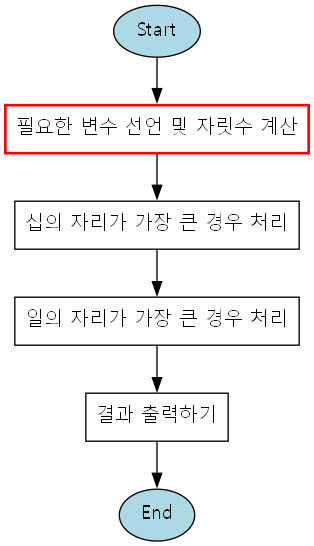 Start
필요한 변수 선언 및 자릿수 계산
십의 자리가 가장 큰 경우 처리
일의 자리가 가장 큰 경우 처리
결과 출력하기
End